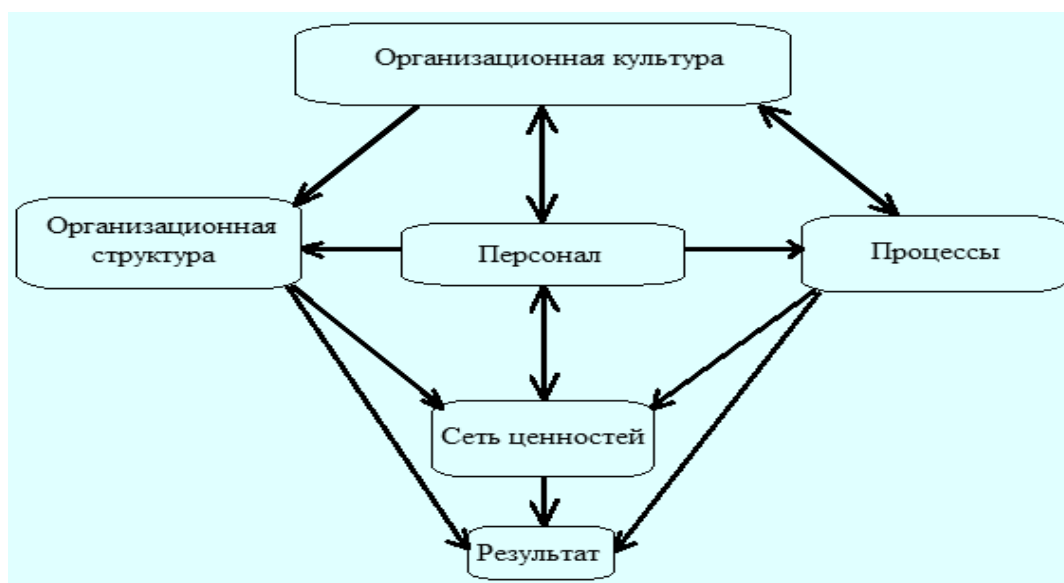 Организационная культура
Организационная
структура
Персонал
Процессы
Сеть ценностей
Результат